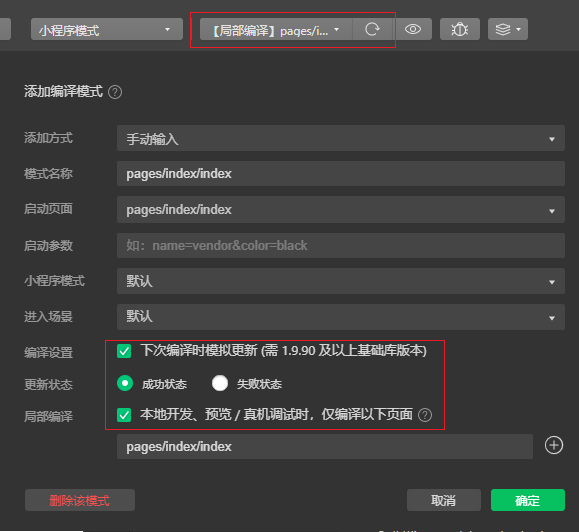 小程序模式
【局部编译】pages/i...
添加编译模式 ?
添加方式 手动输入
模式名称 pages/index/index
启动页面 pages/index/index
启动参数 如：name=vendor&color=black
小程序模式 默认
进入场景 默认
编译设置 下次编译时模拟更新 (需 1.9.90 及以上基础库版本)
更新状态 成功状态 失败状态
局部编译 本地开发、预览 / 真机调试时，仅编译以下页面 ?
pages/index/index
删除该模式 取消 确定